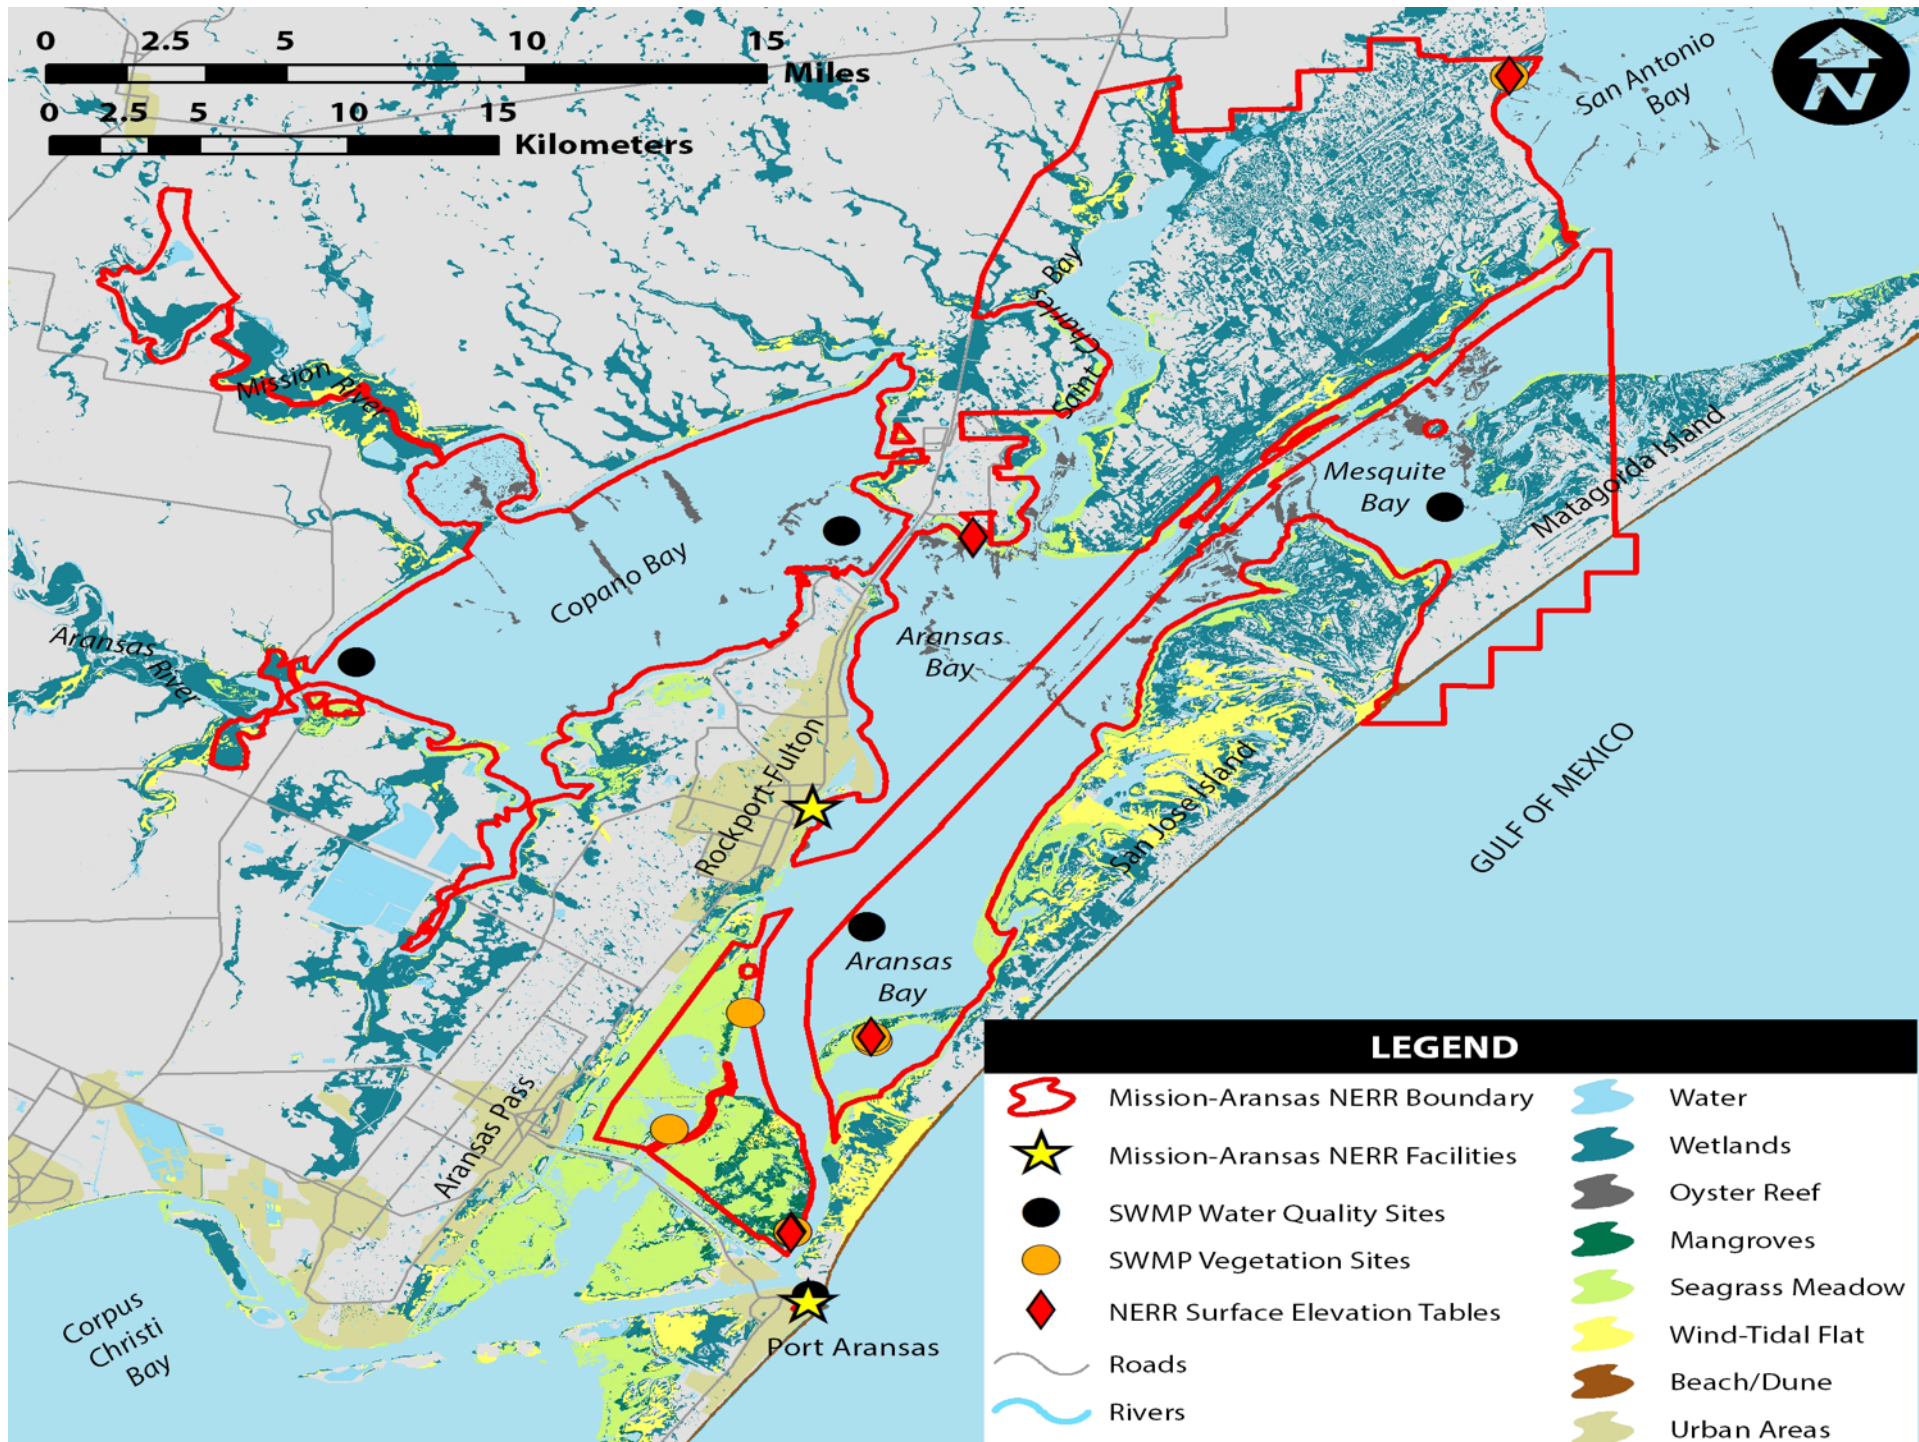 0 2.5 5 10 15
Miles
0 2.5 5 10 15
Kilometers
San Antonio
Bay
N
Saint Charles Bay
Mission River
Mesquite
Bay
Matagorda Island
Copano Bay
Aransas
Bay
Aransas River
Rockport-Fulton
San Jose Island
GULF OF MEXICO
Aransas
Bay
Aransas Pass
Corpus
Christi
Bay
Port Aransas
LEGEND
Mission-Aransas NERR Boundary
Mission-Aransas NERR Facilities
SWMP Water Quality Sites
SWMP Vegetation Sites
NERR Surface Elevation Tables
Roads
Rivers
Water
Wetlands
Oyster Reef
Mangroves
Seagrass Meadow
Wind-Tidal Flat
Beach/Dune
Urban Areas